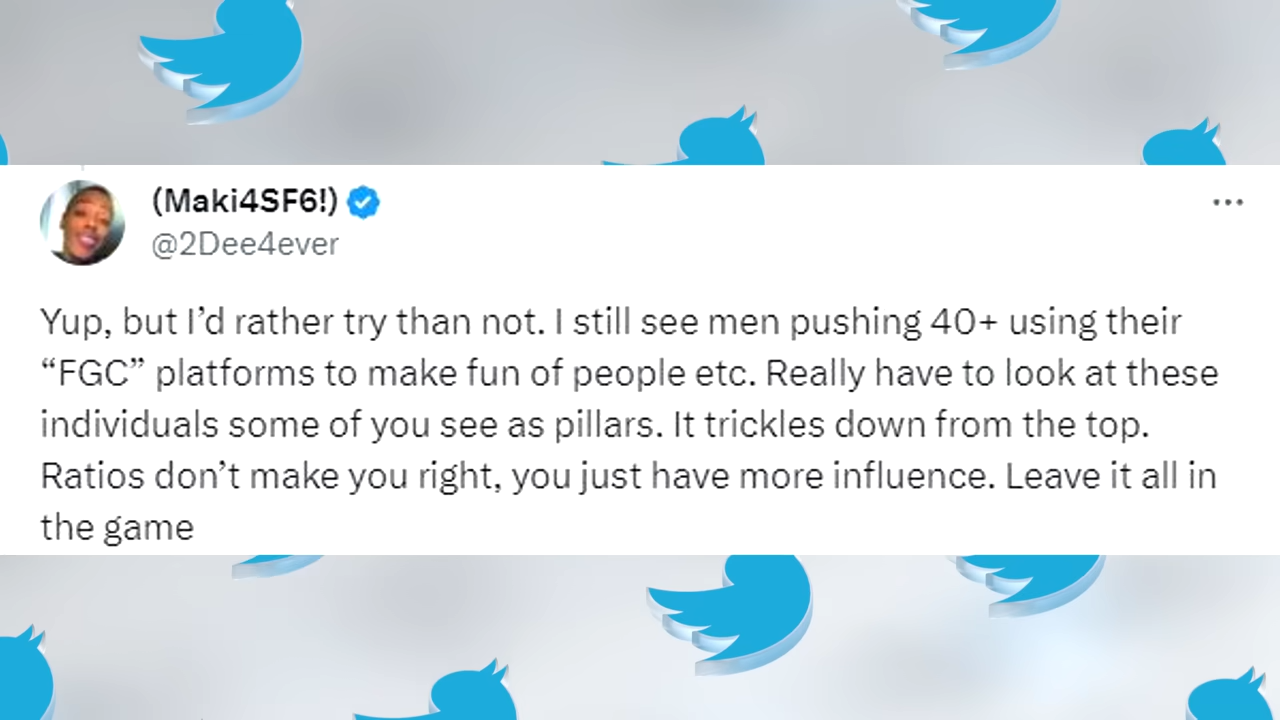 (Maki4SF6!)
@2Dee4ever
Yup, but I’d rather try than not. I still see men pushing 40+ using their
“FGC” platforms to make fun of people etc. Really have to look at these
individuals some of you see as pillars. It trickles down from the top.
Ratios don’t make you right, you just have more influence. Leave it all in
the game